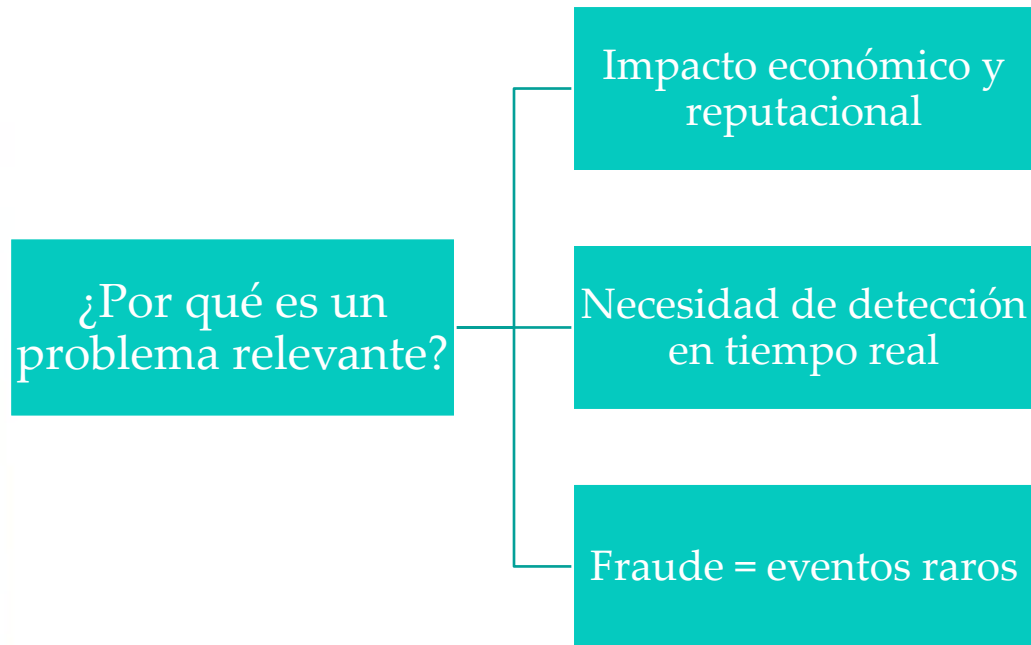 ¿Por qué es un
problema relevante?
Impacto económico y
reputacional
Necesidad de detección
en tiempo real
Fraude = eventos raros